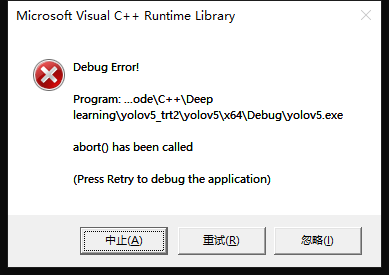 Microsoft Visual C++ Runtime Library
Debug Error!
Program: ...ode\C++\Deep
learning\yolov5_trt2\yolov5\x64\Debug\yolov5.exe
abort() has been called
(Press Retry to debug the application)
中止(A) 重试(R) 忽略(I)